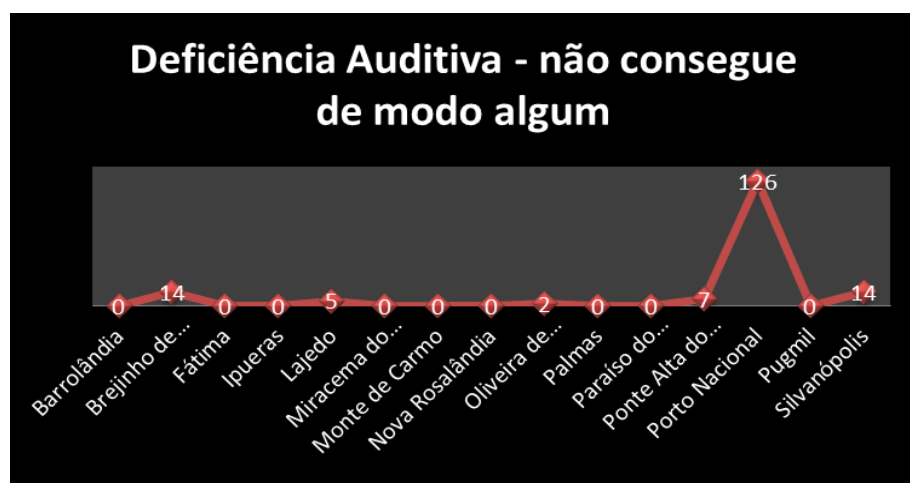 Deficiência Auditiva - não consegue
de modo algum
126
0
14
0
0
5
0
0
0
2
0
0
7
0
14
Barrolândia
Brejinho de...
Fátima
Ipueras
Lajedo
Miracema do...
Monte de Carmo
Nova Rosalândia
Oliveira de...
Palmas
Paraíso do...
Ponte Alta do...
Porto Nacional
Pugmil
Silvanópolis